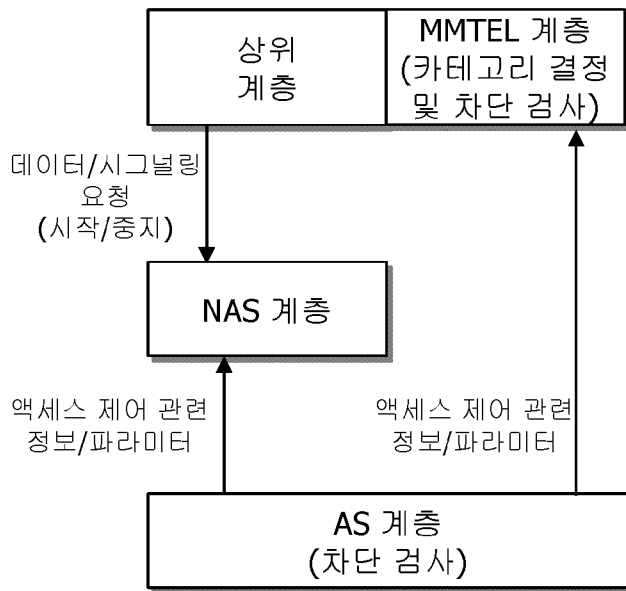 상위
계층
MMTEL 계층
(카테고리 결정
및 차단 검사)
데이터/시그널링
요청
(시작/중지)
NAS 계층
액세스 제어 관련
정보/파라미터
액세스 제어 관련
정보/파라미터
AS 계층
(차단 검사)